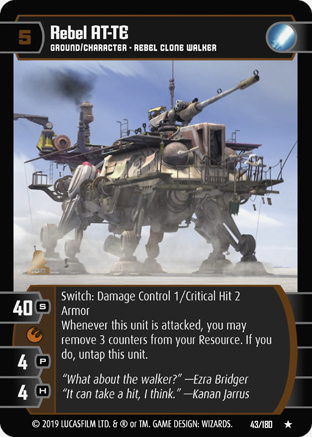 5
Rebel AT-TE
GROUND/CHARACTER - REBEL CLONE WALKER
40 S
4 P
4 H
Switch: Damage Control 1/Critical Hit 2
Armor
Whenever this unit is attacked, you may
remove 3 counters from your Resource. If you
do, untap this unit.
“What about the walker?” —Ezra Bridger
“It can take a hit, I think.” —Kanan Jarrus
© 2019 LUCASFILM LTD. & ® or TM. GAME DESIGN: WIZARDS. 43/180 ★